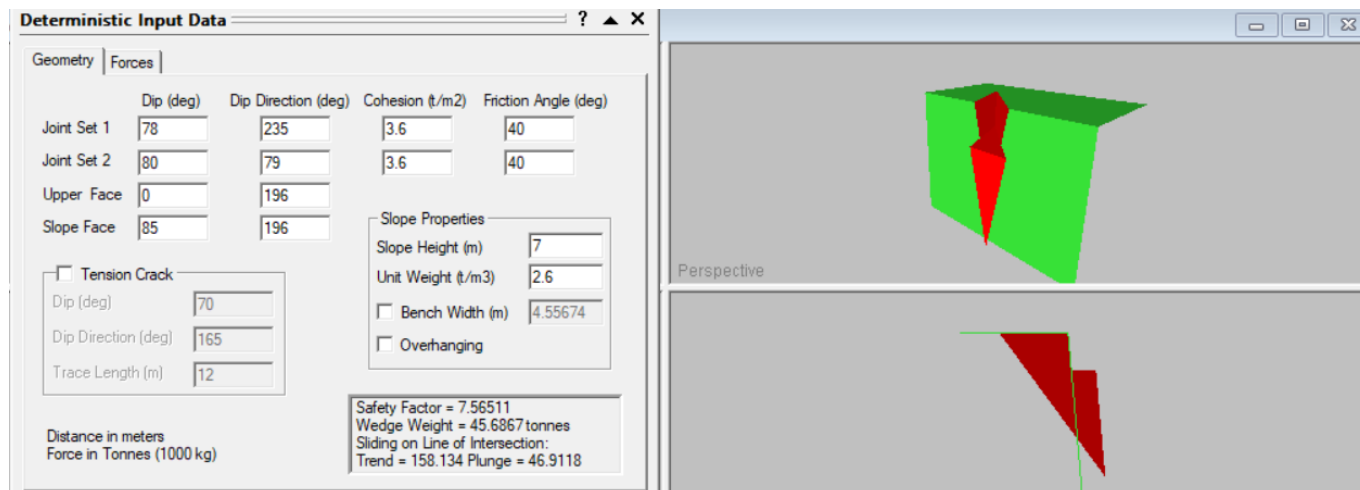 Deterministic Input Data ? ▲ ✕
Geometry Forces
Dip (deg) Dip Direction (deg) Cohesion (t/m2) Friction Angle (deg)
Joint Set 1 78 235 3.6 40
Joint Set 2 80 79 3.6 40
Upper Face 0 196
Slope Face 85 196
Slope Properties
Slope Height (m) 7
Unit Weight (t/m3) 2.6
Bench Width (m) 4.55674
Overhanging
Tension Crack
Dip (deg) 70
Dip Direction (deg) 165
Trace Length (m) 12
Distance in meters
Force in Tonnes (1000 kg)
Safety Factor = 7.56511
Wedge Weight = 45.6867 tonnes
Sliding on Line of Intersection:
Trend = 158.134 Plunge = 46.9118
Perspective